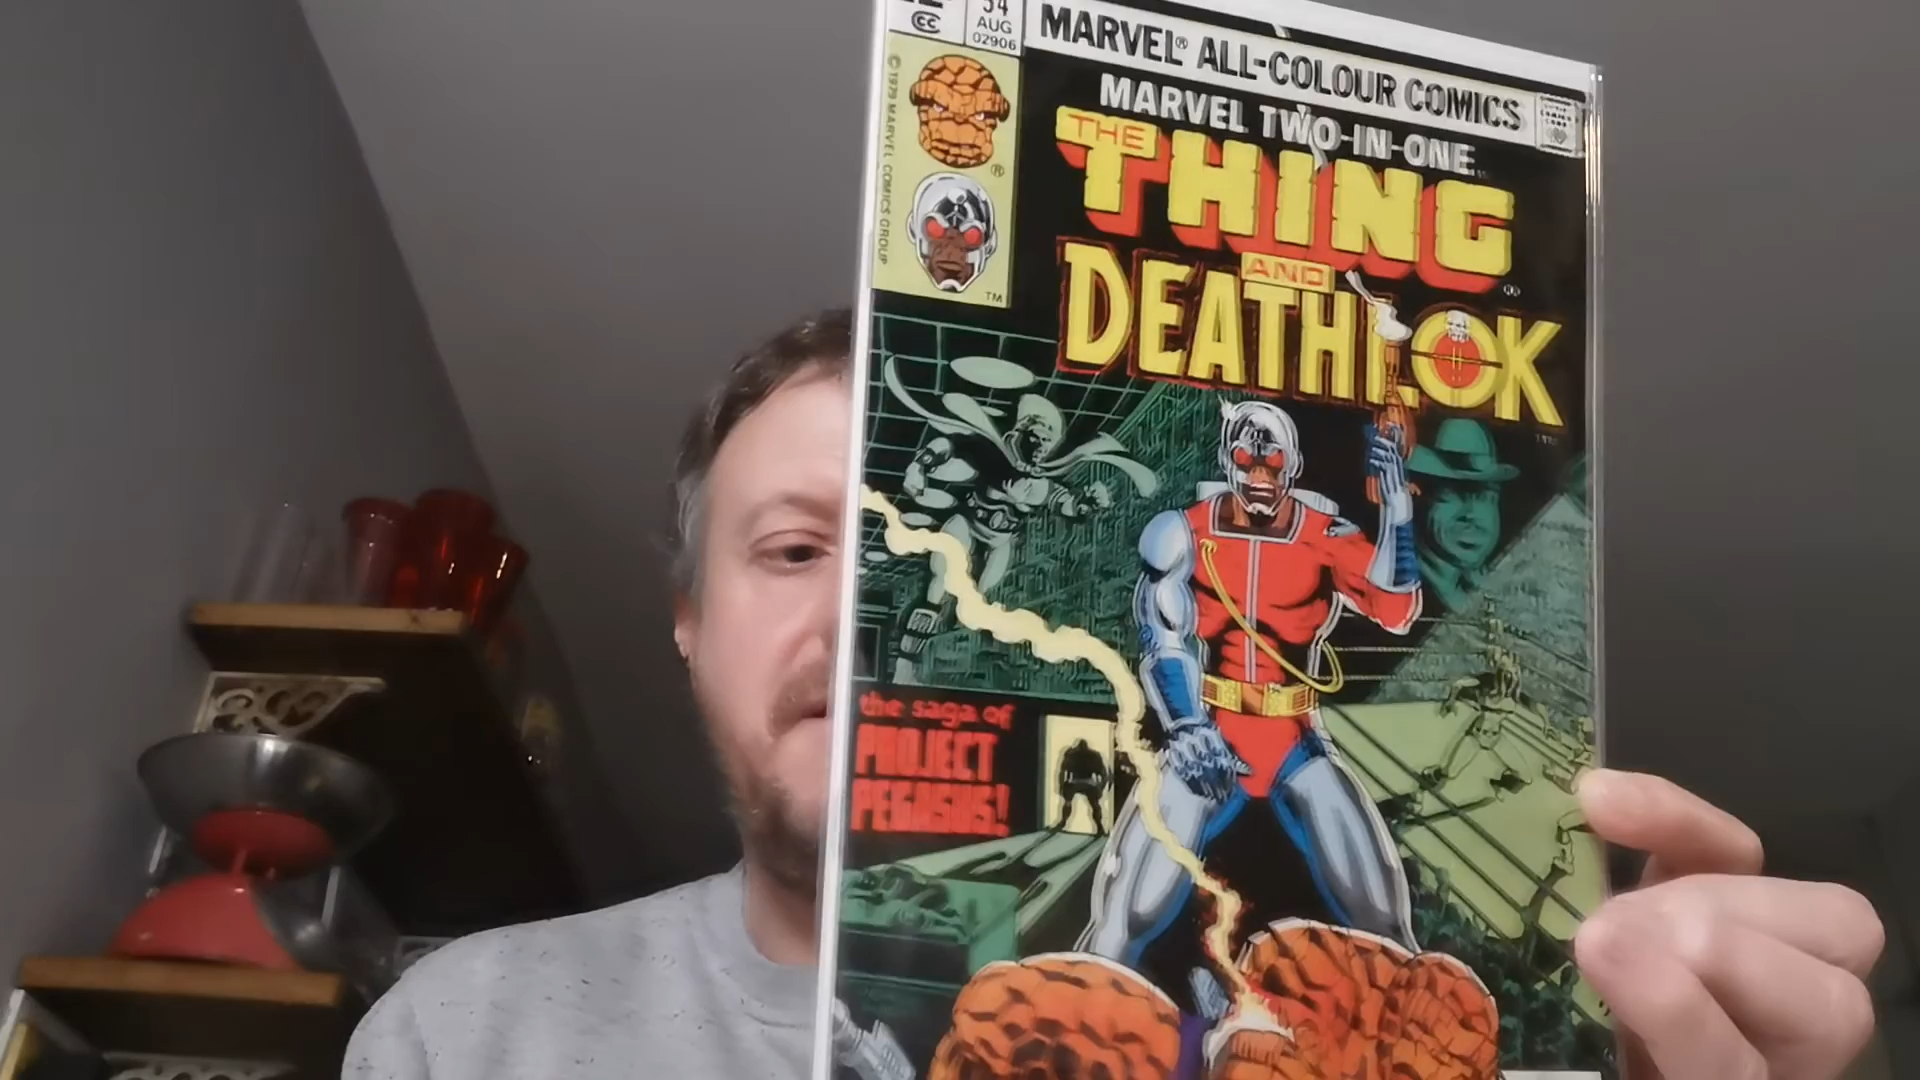 54
AUG
02906
MARVEL® ALL-COLOUR COMICS
© 1979 MARVEL COMICS GROUP
MARVEL TWO-IN-ONE
THE
THING
AND
DEATHLOK
®
TM
the saga of
PROJECT
PEGASUS!